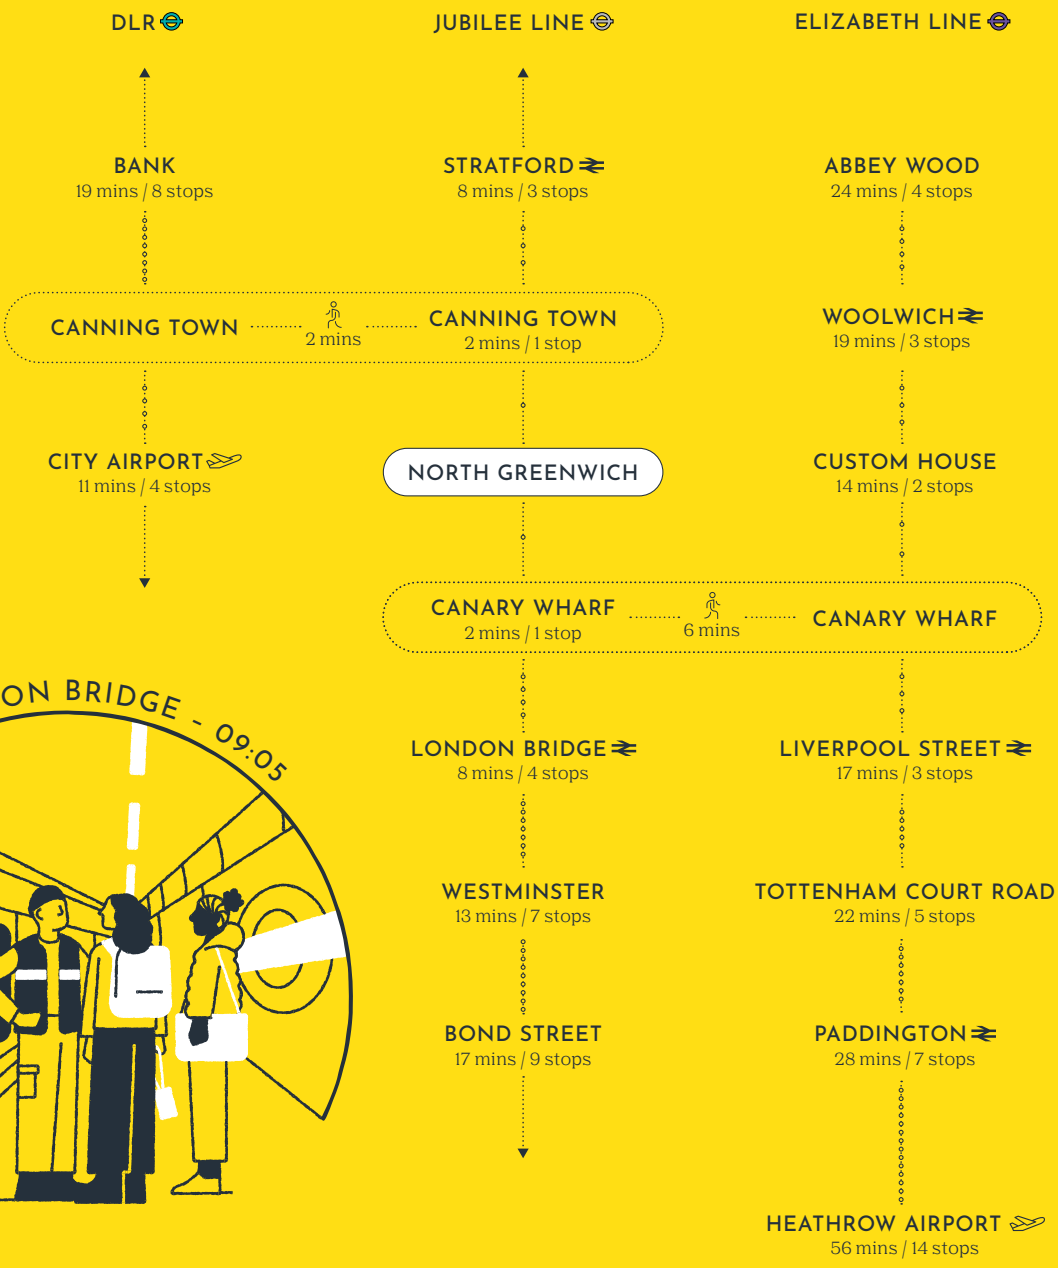 DLR
BANK
19 mins / 8 stops
CANNING TOWN
2 mins
CITY AIRPORT
11 mins / 4 stops
JUBILEE LINE
STRATFORD
8 mins / 3 stops
CANNING TOWN
2 mins / 1 stop
NORTH GREENWICH
CANARY WHARF
2 mins / 1 stop
6 mins
LONDON BRIDGE
8 mins / 4 stops
WESTMINSTER
13 mins / 7 stops
BOND STREET
17 mins / 9 stops
ELIZABETH LINE
ABBEY WOOD
24 mins / 4 stops
WOOLWICH
19 mins / 3 stops
CUSTOM HOUSE
14 mins / 2 stops
CANARY WHARF
LIVERPOOL STREET
17 mins / 3 stops
TOTTENHAM COURT ROAD
22 mins / 5 stops
PADDINGTON
28 mins / 7 stops
HEATHROW AIRPORT
56 mins / 14 stops
ON BRIDGE - 09:05